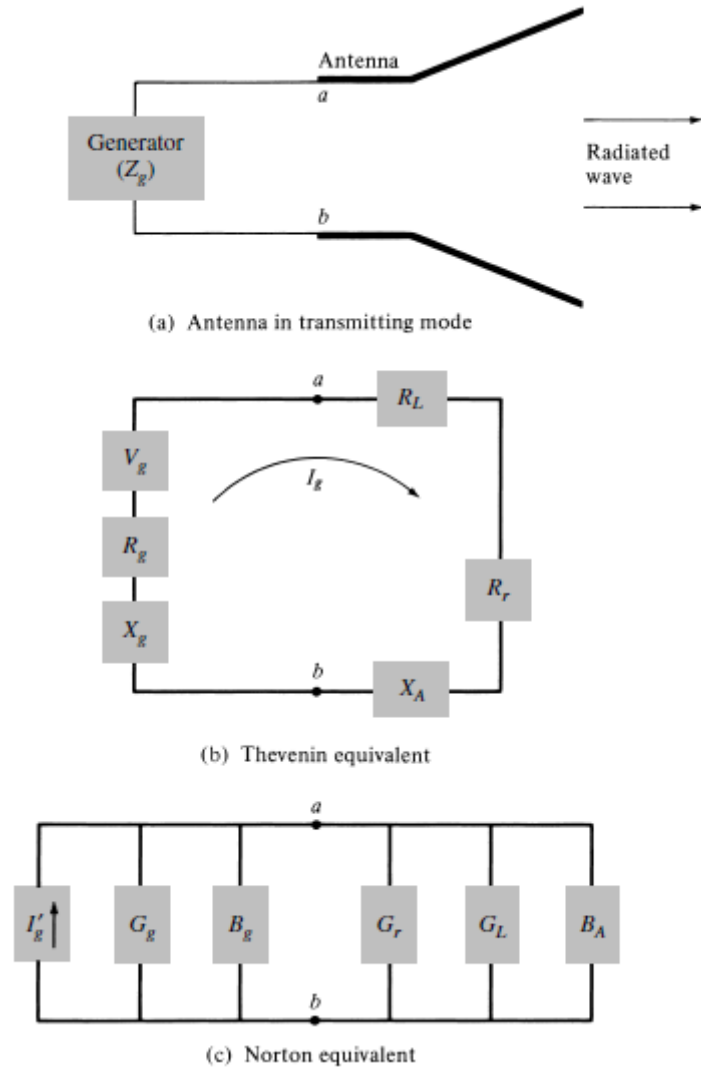 Antenna
a
Generator
(Z_g)
Radiated
wave
b
(a) Antenna in transmitting mode
a
R_L
V_g
I_g
R_g
R_r
X_g
b
X_A
(b) Thevenin equivalent
a
I'_g G_g B_g G_r G_L B_A
b
(c) Norton equivalent